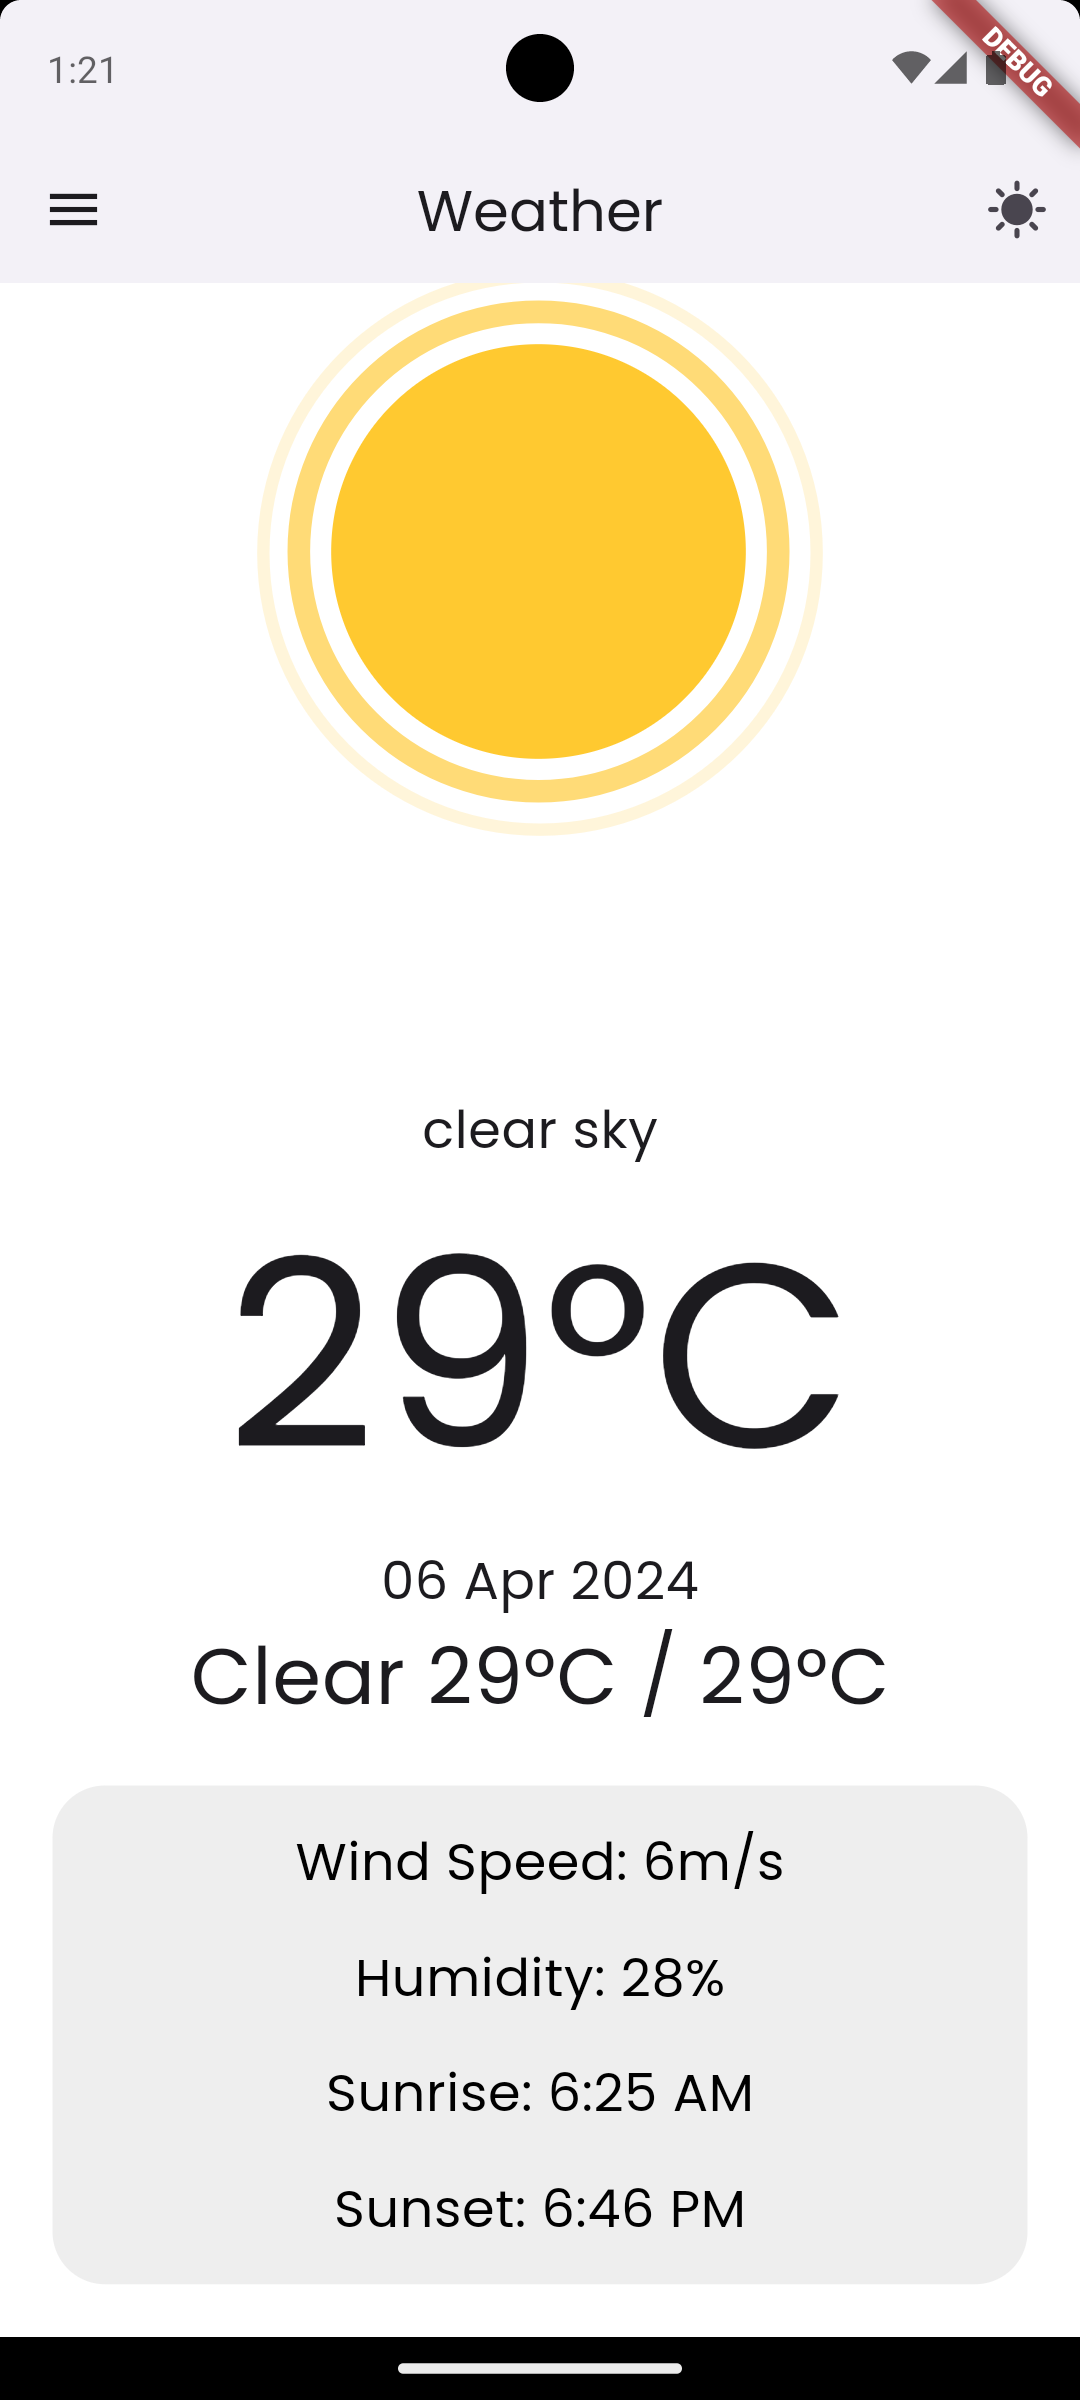 1:21
DEBUG
Weather
clear sky
29°C
06 Apr 2024
Clear 29°C / 29°C
Wind Speed: 6m/s
Humidity: 28%
Sunrise: 6:25 AM
Sunset: 6:46 PM